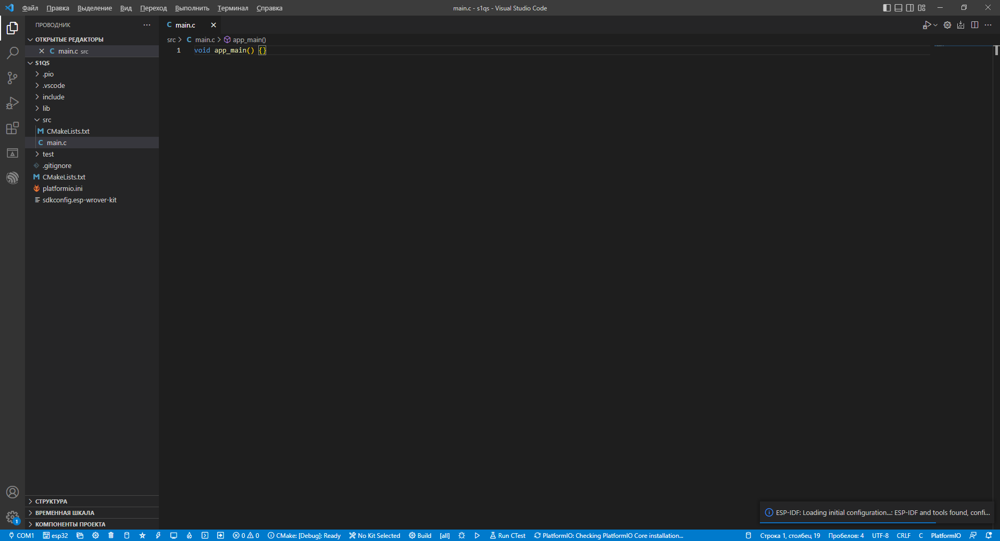 Файл Правка Выделение Вид Переход Выполнить Терминал Справка
main.c - s1qs - Visual Studio Code
ПРОВОДНИК
ОТКРЫТЫЕ РЕДАКТОРЫ
main.c src
S1QS
.pio
.vscode
include
lib
src
CMakeLists.txt
main.c
test
.gitignore
CMakeLists.txt
platformio.ini
sdkconfig.esp-wrover-kit
СТРУКТУРА
ВРЕМЕННАЯ ШКАЛА
КОМПОНЕНТЫ ПРОЕКТА
1
main.c
src > main.c > app_main()
1 void app_main() {}
ESP-IDF: Loading initial configuration...: ESP-IDF and tools found, confi...
COM1 esp32 0 0 CMake: [Debug]: Ready No Kit Selected Build [all] Run CTest PlatformIO: Checking PlatformIO Core installation... Строка 1, столбец 19 Пробелов: 4 UTF-8 CRLF C PlatformIO